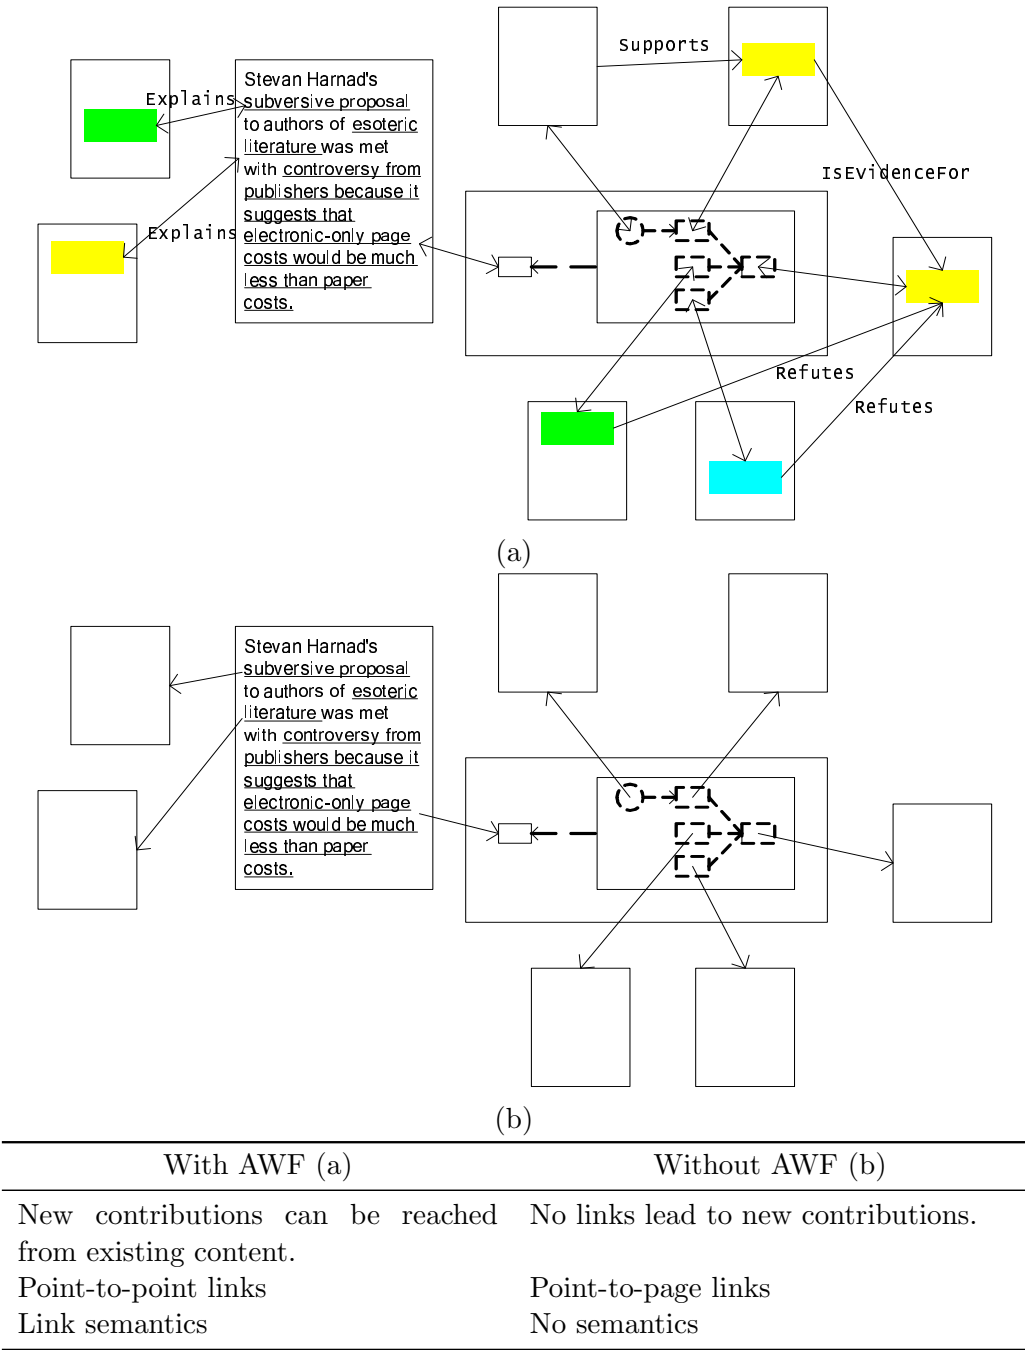 Supports
Explains
Stevan Harnad's
subversive proposal
to authors of esoteric
literature was met
with controversy from
publishers because it
suggests that
electronic-only page
costs would be much
less than paper
costs.
IsEvidenceFor
Explains
Refutes
Refutes
(a)
Stevan Harnad's
subversive proposal
to authors of esoteric
literature was met
with controversy from
publishers because it
suggests that
electronic-only page
costs would be much
less than paper
costs.
(b)
With AWF (a) Without AWF (b)
New contributions can be reached No links lead to new contributions.
from existing content.
Point-to-point links Point-to-page links
Link semantics No semantics